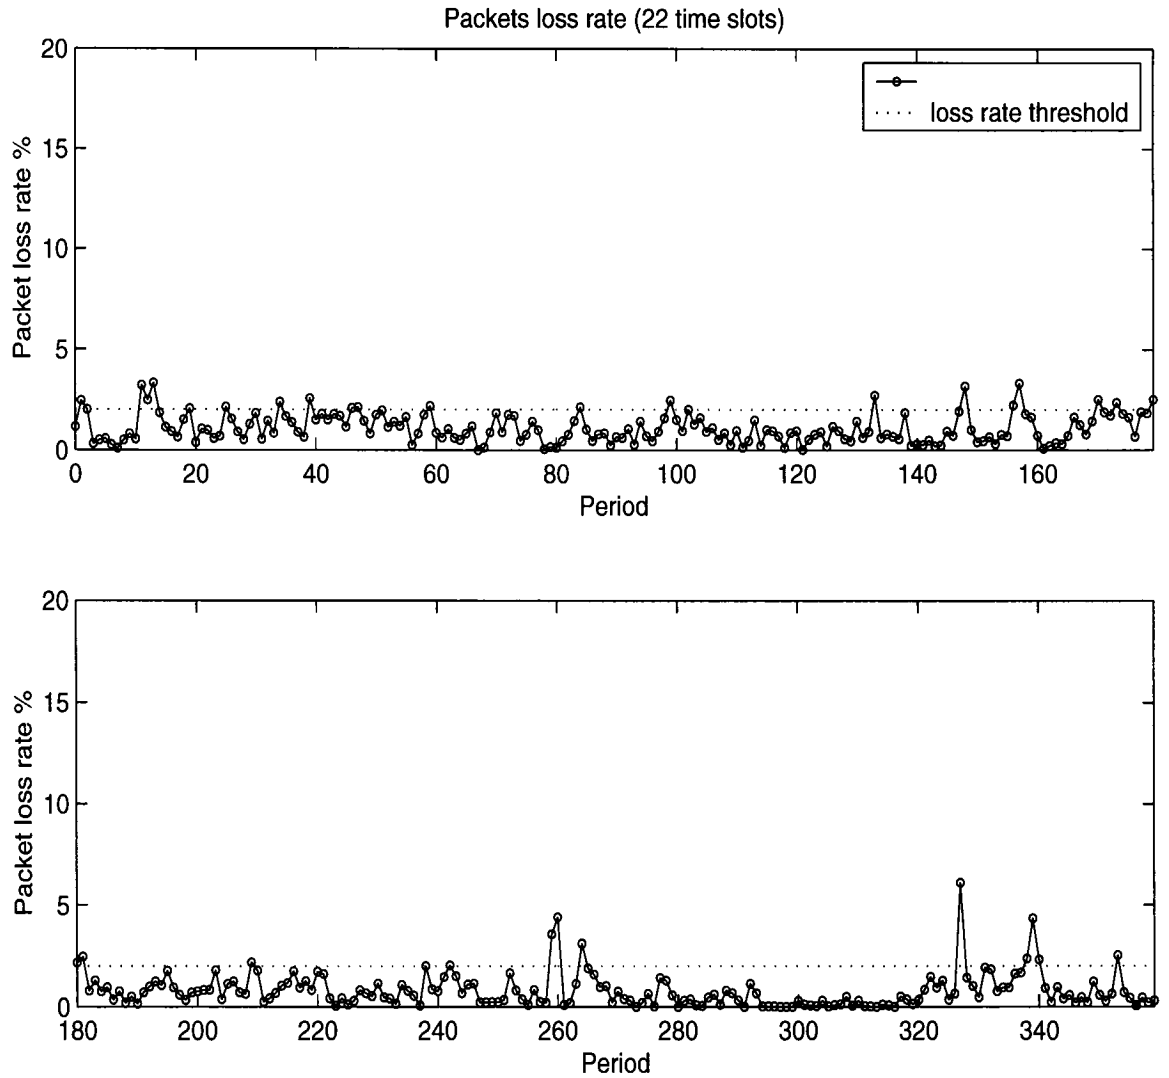 Packets loss rate (22 time slots)
20
15
10
5
0
Packet loss rate %
loss rate threshold
0 20 40 60 80 100 120 140 160
Period
20
15
10
5
0
Packet loss rate %
180 200 220 240 260 280 300 320 340
Period